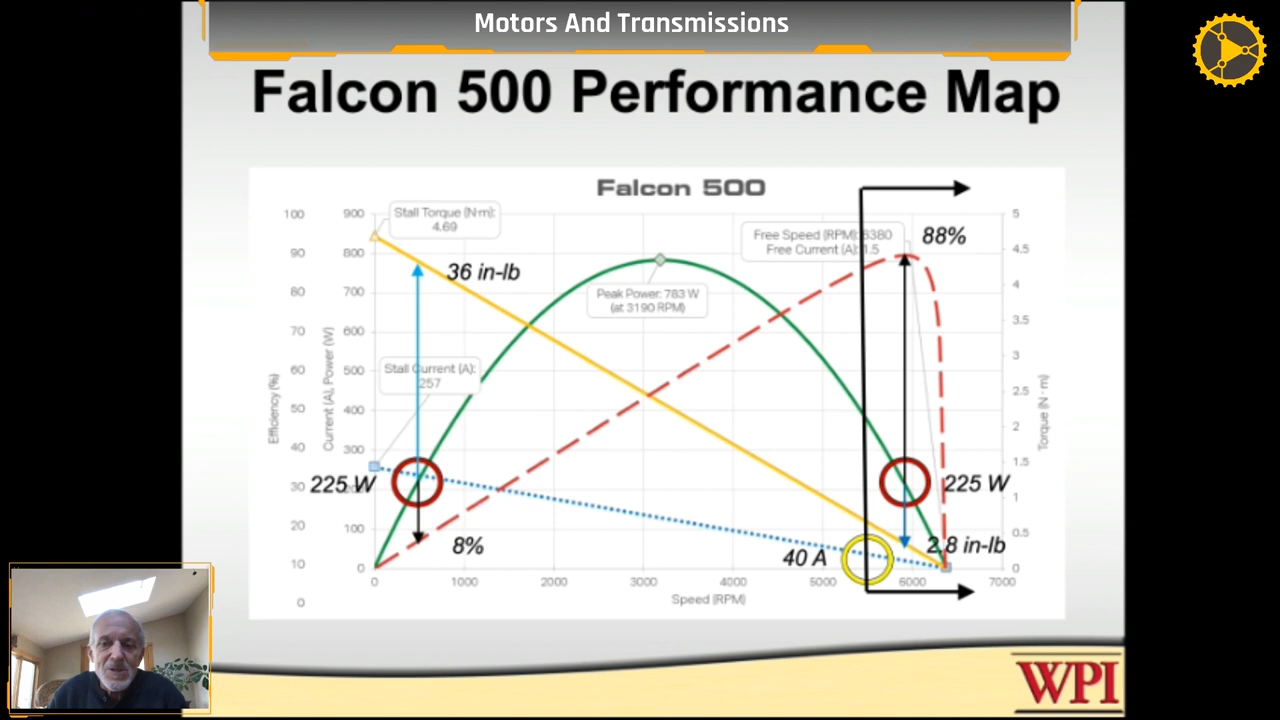 Motors And Transmissions
Falcon 500 Performance Map
Falcon 500
100
90
80
70
60
50
40
30
20
10
0
Efficiency (%)
900
800
700
600
500
400
300
100
0
Current (A), Power (W)
Stall Torque (N·m):
4.69
36 in-lb
Stall Current (A):
257
Peak Power: 783 W
(at 3190 RPM)
Free Speed (RPM): 6380
Free Current (A): 1.5
88%
225 W
8%
40 A
225 W
2.8 in-lb
5
4.5
4
3.5
3
2.5
2
1.5
1
0.5
0
Torque (N · m)
0
1000
2000
3000
4000
5000
6000
7000
Speed (RPM)
WPI